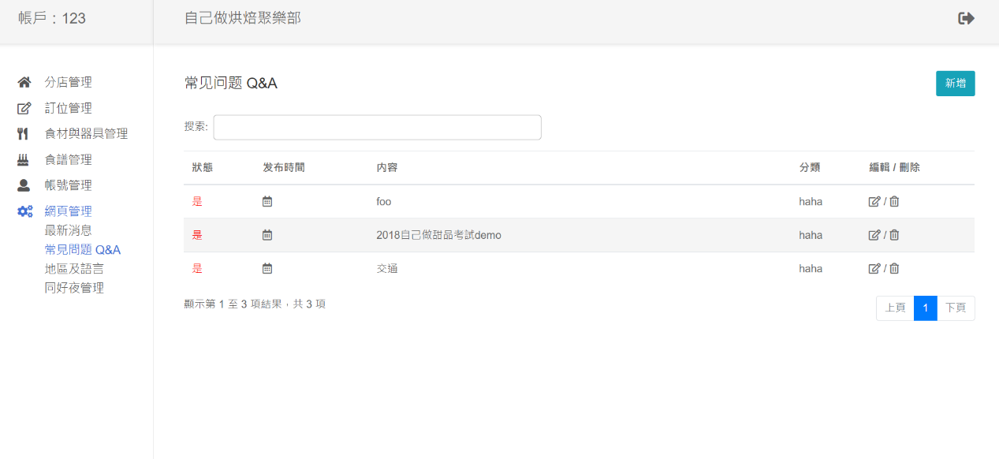 帳戶：123
自己做烘焙聚樂部
分店管理
訂位管理
食材與器具管理
食譜管理
帳號管理
網頁管理
最新消息
常見問題 Q&A
地區及語言
同好夜管理
常见问题 Q&A
新增
搜索:
狀態 发布時間 内容 分類 編輯 / 刪除
是 foo haha /
是 2018自己做甜品考試demo haha /
是 交通 haha /
顯示第 1 至 3 項結果，共 3 項
上頁 1 下頁